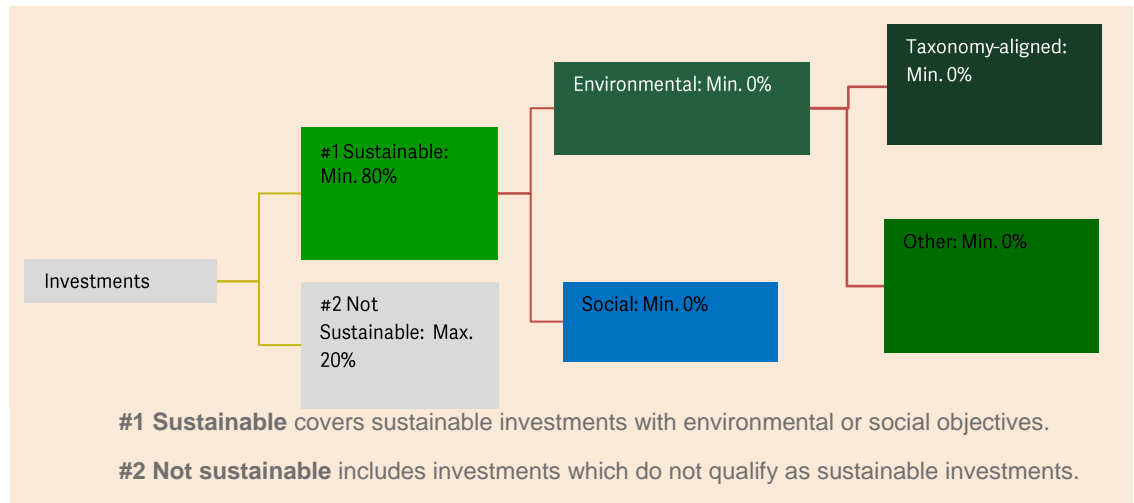 Investments
#1 Sustainable:
Min. 80%
#2 Not
Sustainable: Max.
20%
Environmental: Min. 0%
Social: Min. 0%
Taxonomy-aligned:
Min. 0%
Other: Min. 0%
#1 Sustainable covers sustainable investments with environmental or social objectives.
#2 Not sustainable includes investments which do not qualify as sustainable investments.